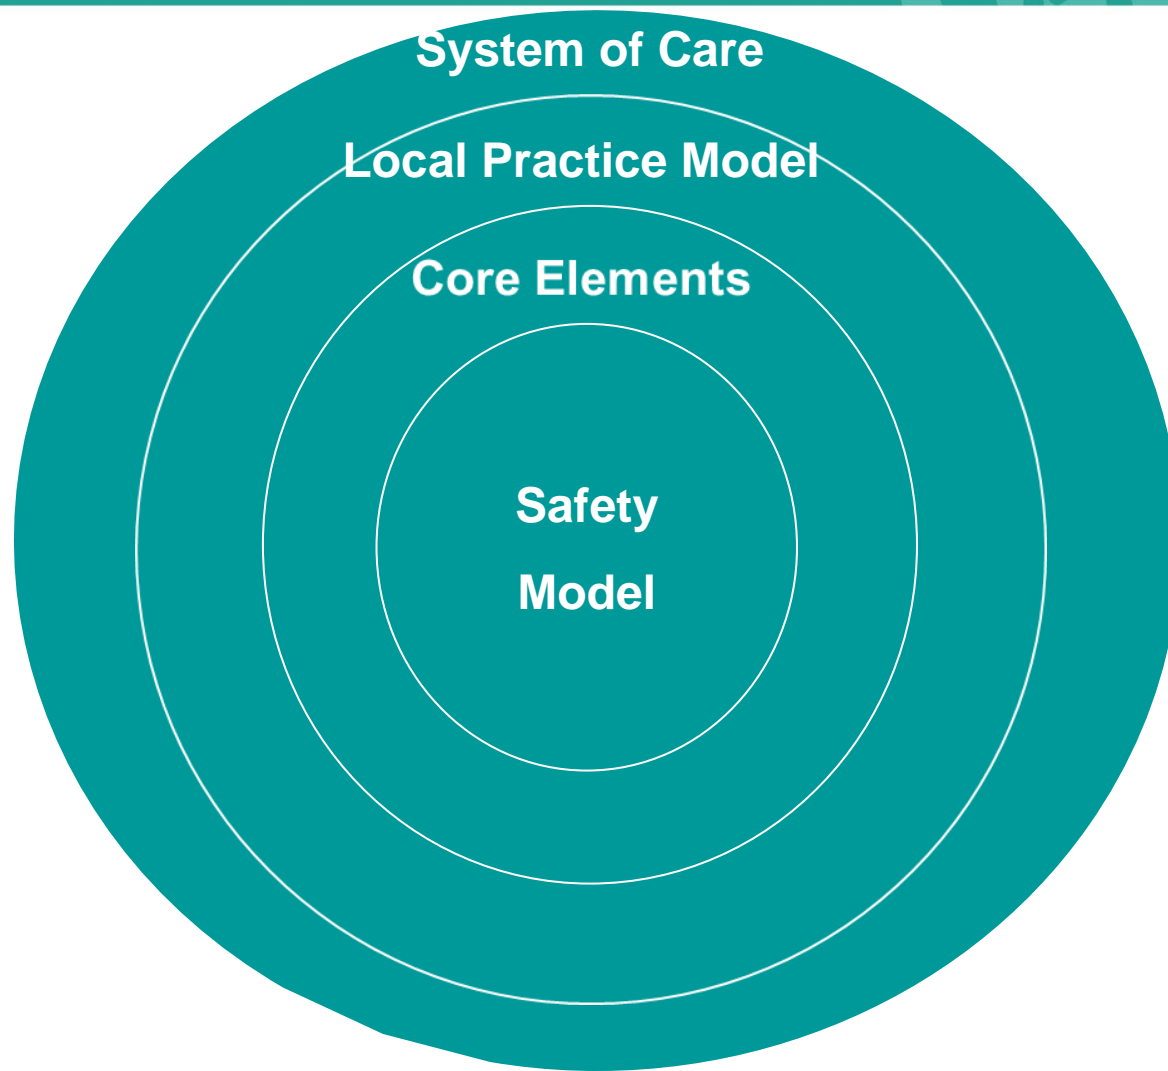 System of Care
Local Practice Model
Core Elements
Safety
Model